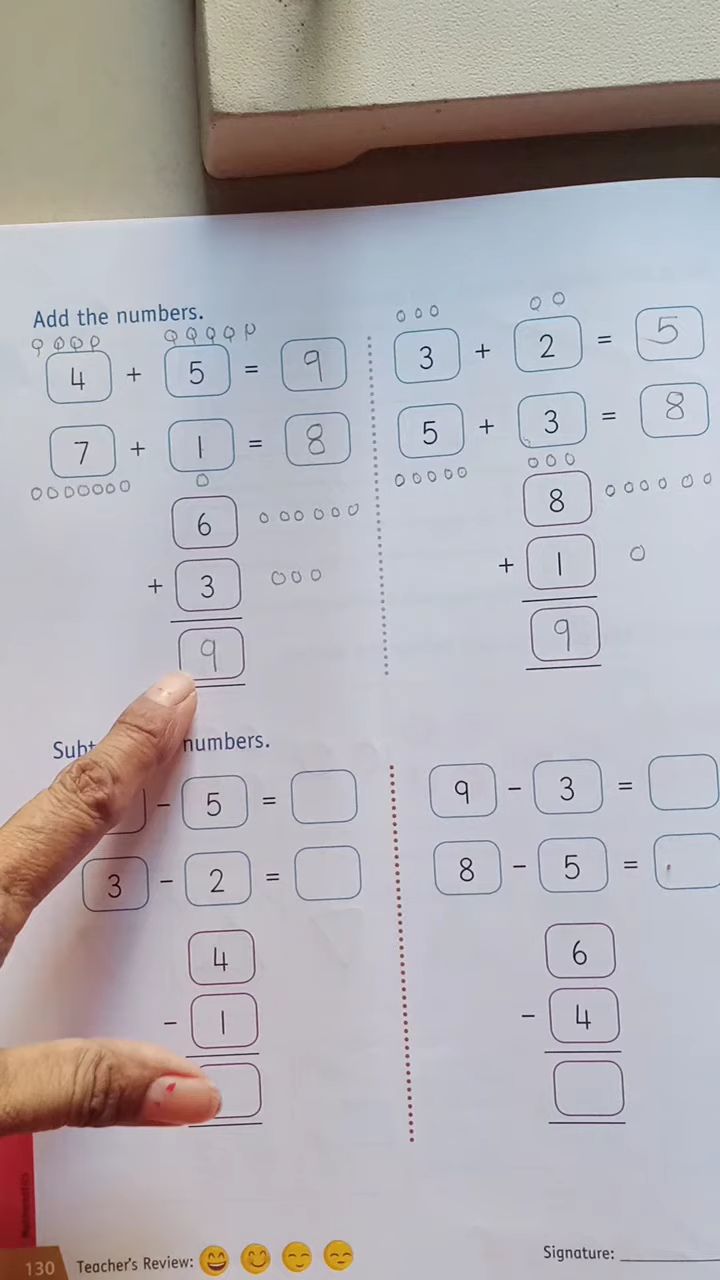 Add the numbers.
4 + 5 = 9
7 + 1 = 8
6
+ 3
9
3 + 2 = 5
5 + 3 = 8
8
+ 1
9
numbers.
- 5 =
3 - 2 =
4
- 1
9 - 3 =
8 - 5 =
6
- 4
130 Teacher's Review:
Signature: